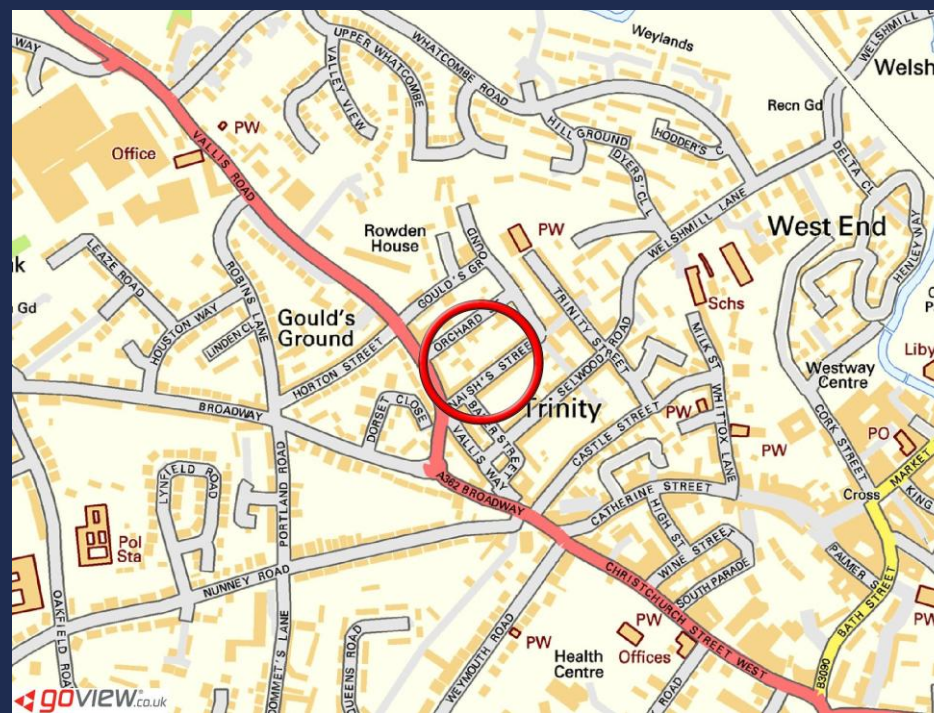 WAY
UPPER WHATCOMBE
WHATCOMBE ROAD
VALLEY VIEW
Weylands
WELSHMILL
Welsh
Recn Gd
PW
Office
VALLIS ROAD
HILL GROUND
HODDER'S
DYERS' CL
DELTA CL
Rowden
House
PW
WELSHMILL LANE
West End
HENLEY WAY
LEAZE ROAD
k
Gd
HOUSTON WAY
LINDEN CL
ROBINS LANE
Gould's
Ground
GOULD'S GROUND
ORCHARD
TRINITY STREET
Schs
MILK ST
HORTON STREET
SELWOOD ROAD
Westway
Centre
Liby
BROADWAY
DORSET CLOSE
Trinity
CASTLE STREET
PW
WHITTOX LANE
PW
CORK STREET
PO
VALLIS WAY
A362 BROADWAY
CATHERINE STREET
MARKET
Cross
KING
LYNFIELD ROAD
PORTLAND ROAD
Pol
Sta
HIGH ST
WINE STREET
PALMER S
NUNNEY ROAD
SOUTH PARADE
CHRISTCHURCH STREET WEST
BATH STREET
OAKFIELD ROAD
PW
PW
Offices
PW
Health
Centre
WEYMOUTH ROAD
QUEENS ROAD
ROAD
B3090
goview.co.uk